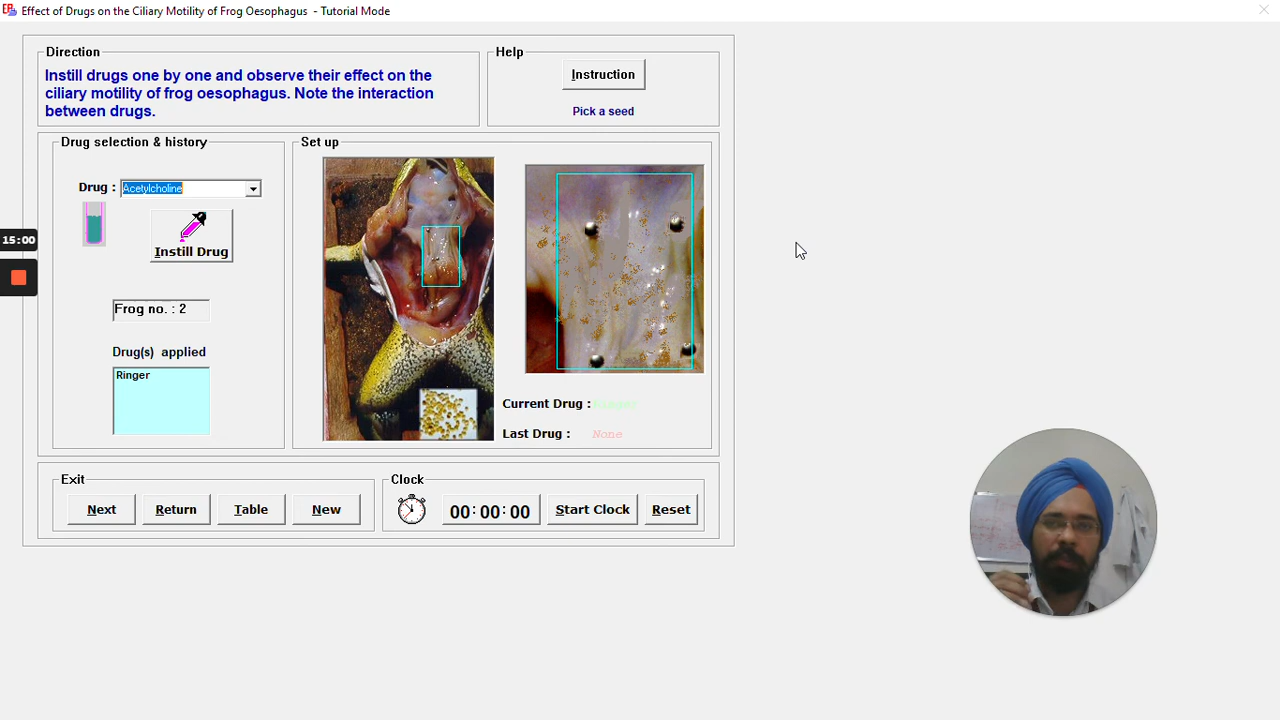 Effect of Drugs on the Ciliary Motility of Frog Oesophagus - Tutorial Mode
Direction
Instill drugs one by one and observe their effect on the
ciliary motility of frog oesophagus. Note the interaction
between drugs.
Help
Instruction
Pick a seed
Drug selection & history
Drug :
Acetylcholine
Instill Drug
15:00
Frog no. : 2
Drug(s) applied
Ringer
Set up
Current Drug :
Last Drug : None
Exit
Next
Return
Table
New
Clock
00:00:00
Start Clock
Reset